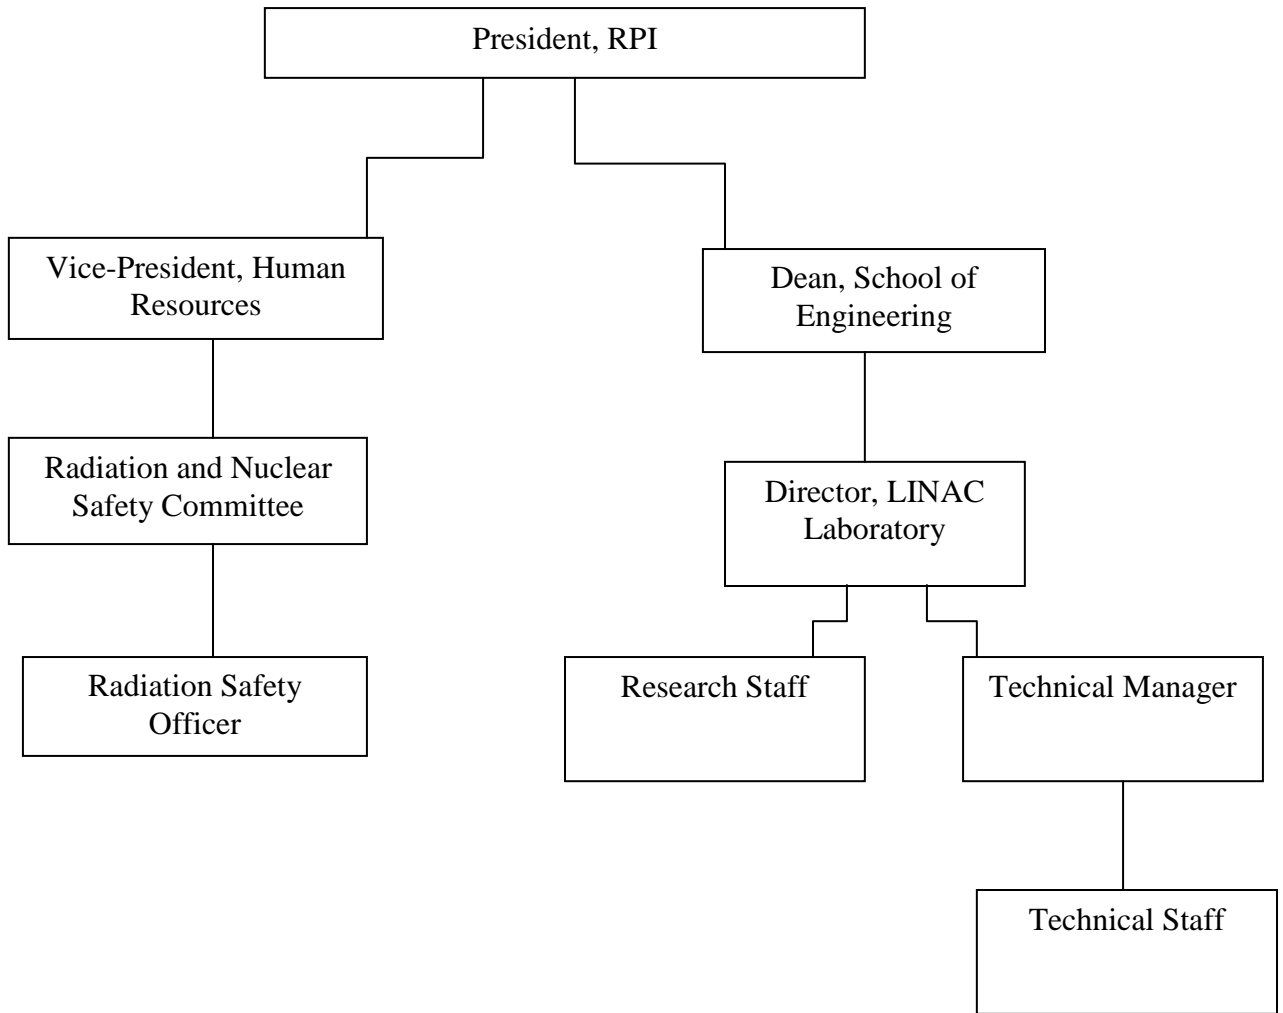 President, RPI
Vice-President, Human
Resources
Dean, School of
Engineering
Radiation and Nuclear
Safety Committee
Director, LINAC
Laboratory
Radiation Safety
Officer
Research Staff
Technical Manager
Technical Staff